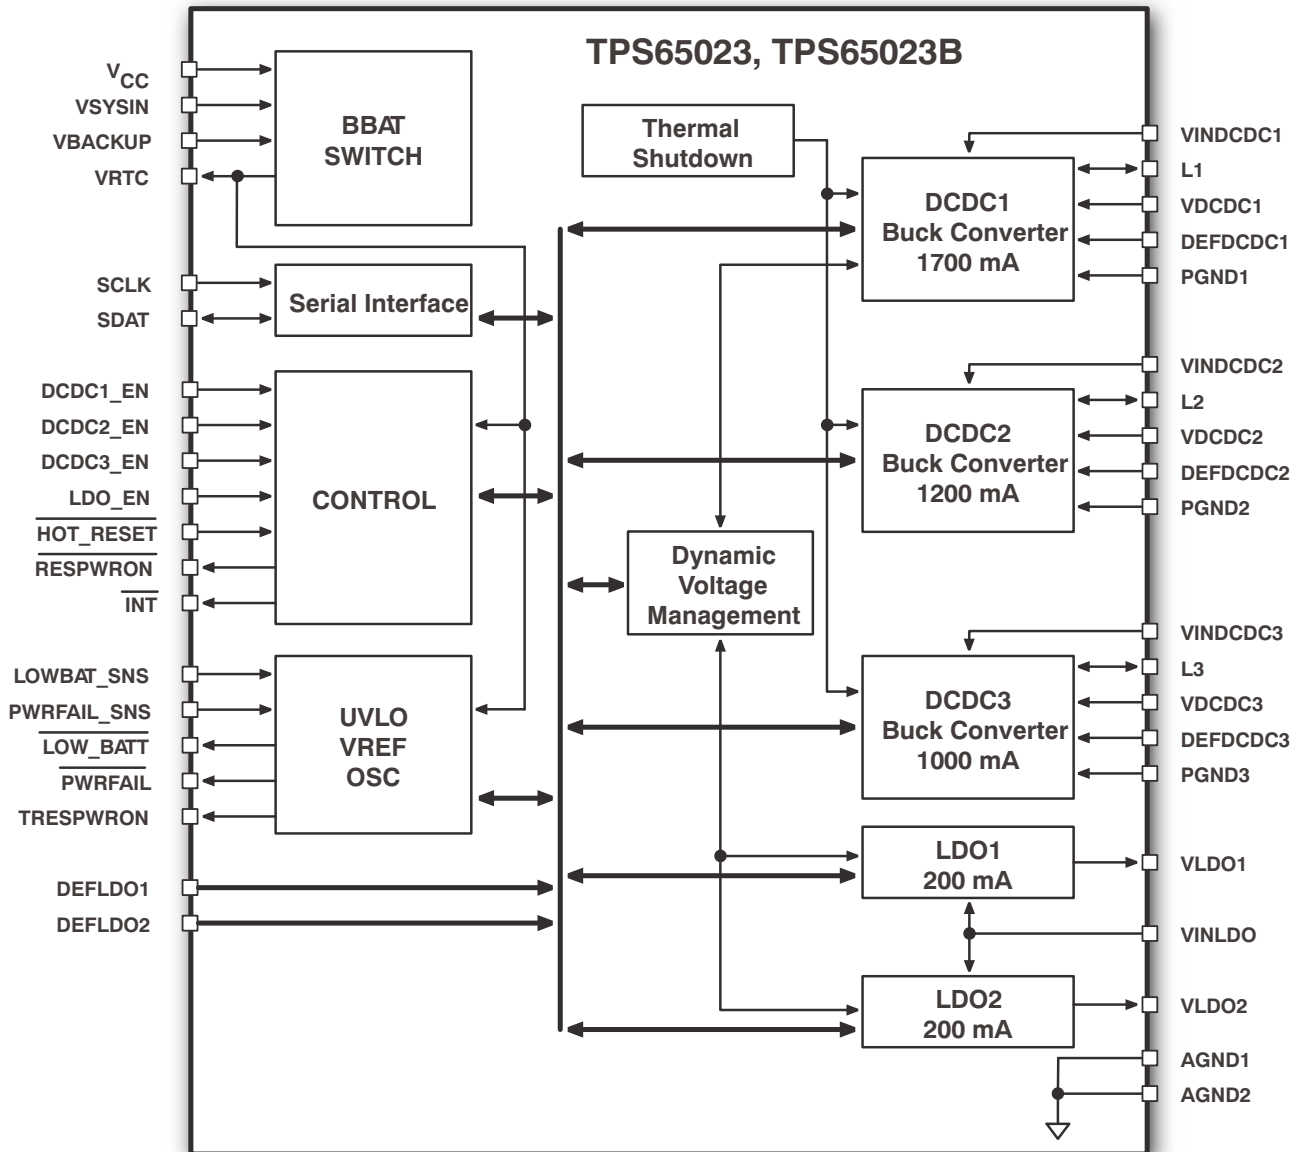 TPS65023, TPS65023B
VCC
VSYSIN
VBACKUP
VRTC
BBAT
SWITCH
SCLK
SDAT
Serial Interface
DCDC1_EN
DCDC2_EN
DCDC3_EN
LDO_EN
HOT_RESET
RESPWRON
INT
CONTROL
LOWBAT_SNS
PWRFAIL_SNS
LOW_BATT
PWRFAIL
TRESPWRON
UVLO
VREF
OSC
DEFLDO1
DEFLDO2
Thermal
Shutdown
Dynamic
Voltage
Management
DCDC1
Buck Converter
1700 mA
VINDCDC1
L1
VDCDC1
DEFDCDC1
PGND1
DCDC2
Buck Converter
1200 mA
VINDCDC2
L2
VDCDC2
DEFDCDC2
PGND2
DCDC3
Buck Converter
1000 mA
VINDCDC3
L3
VDCDC3
DEFDCDC3
PGND3
LDO1
200 mA
VLDO1
VINLDO
LDO2
200 mA
VLDO2
AGND1
AGND2